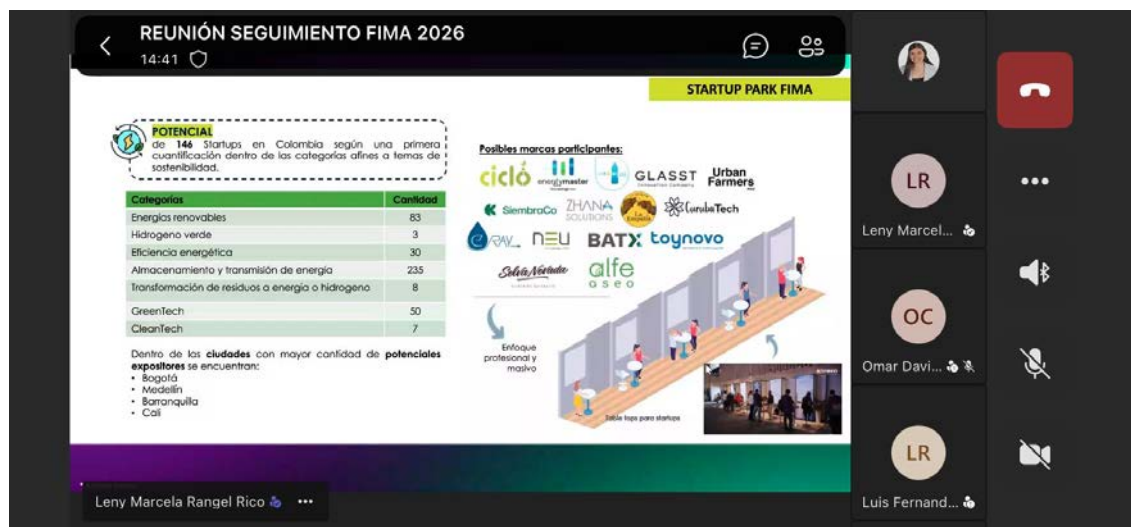 REUNIÓN SEGUIMIENTO FIMA 2026
14:41
STARTUP PARK FIMA
POTENCIAL
de 146 Startups en Colombia según una primera
cuantificación dentro de las categorías afines a temas de
sostenibilidad.
Categorías Cantidad
Energías renovables 83
Hidrogeno verde 3
Eficiencia energética 30
Almacenamiento y transmisión de energía 235
Transformación de residuos a energía o hidrogeno 8
GreenTech 50
CleanTech 7
Dentro de las ciudades con mayor cantidad de potenciales
expositores se encuentran:
• Bogotá
• Medellín
• Barranquilla
• Cali
Posibles marcas participantes:
cicló
energymaster
GLASST
Urban
Farmers
SiembraCo
ZHANA
SOLUTIONS
CurubaTech
NEU
BATX
toynovo
Selva Nevada
alfe
aseo
Enfoque
profesional y
masivo
Table tops para startups
LR
Leny Marcel...
OC
Omar Davi...
LR
Luis Fernand...
Leny Marcela Rangel Rico